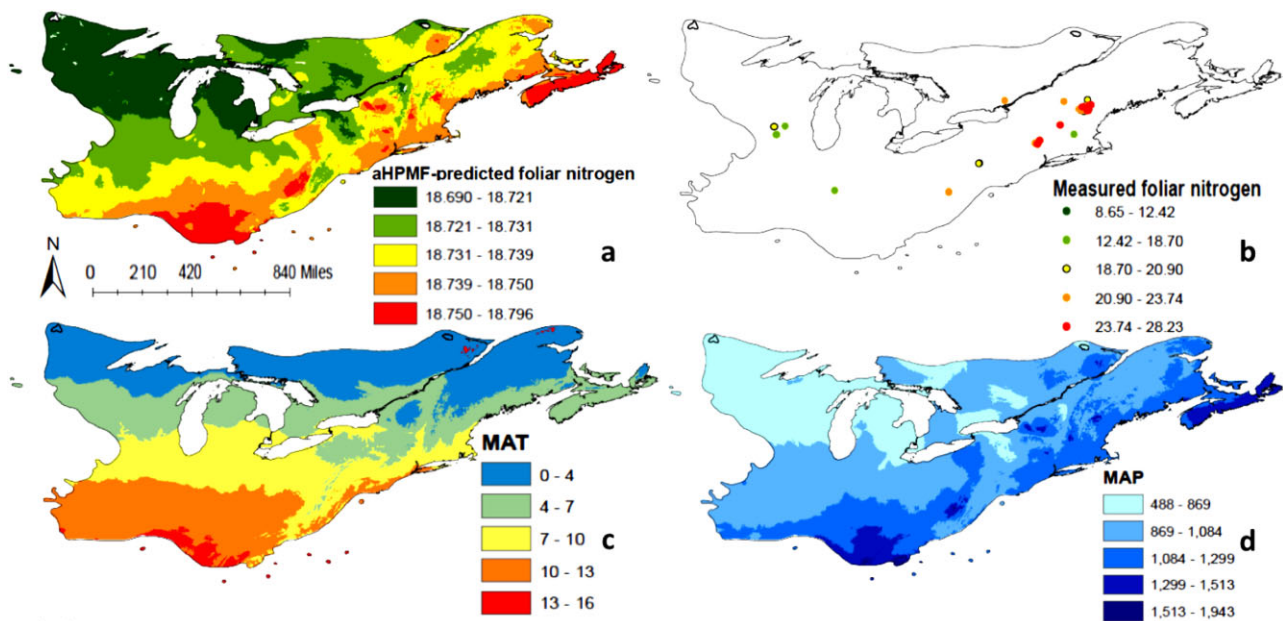 aHPMF-predicted foliar nitrogen
18.690 - 18.721
18.721 - 18.731
18.731 - 18.739
18.739 - 18.750
18.750 - 18.796
a
N
0 210 420 840 Miles
Measured foliar nitrogen
8.65 - 12.42
12.42 - 18.70
18.70 - 20.90
20.90 - 23.74
23.74 - 28.23
b
MAT
0 - 4
4 - 7
7 - 10
10 - 13
13 - 16
c
MAP
488 - 869
869 - 1,084
1,084 - 1,299
1,299 - 1,513
1,513 - 1,943
d